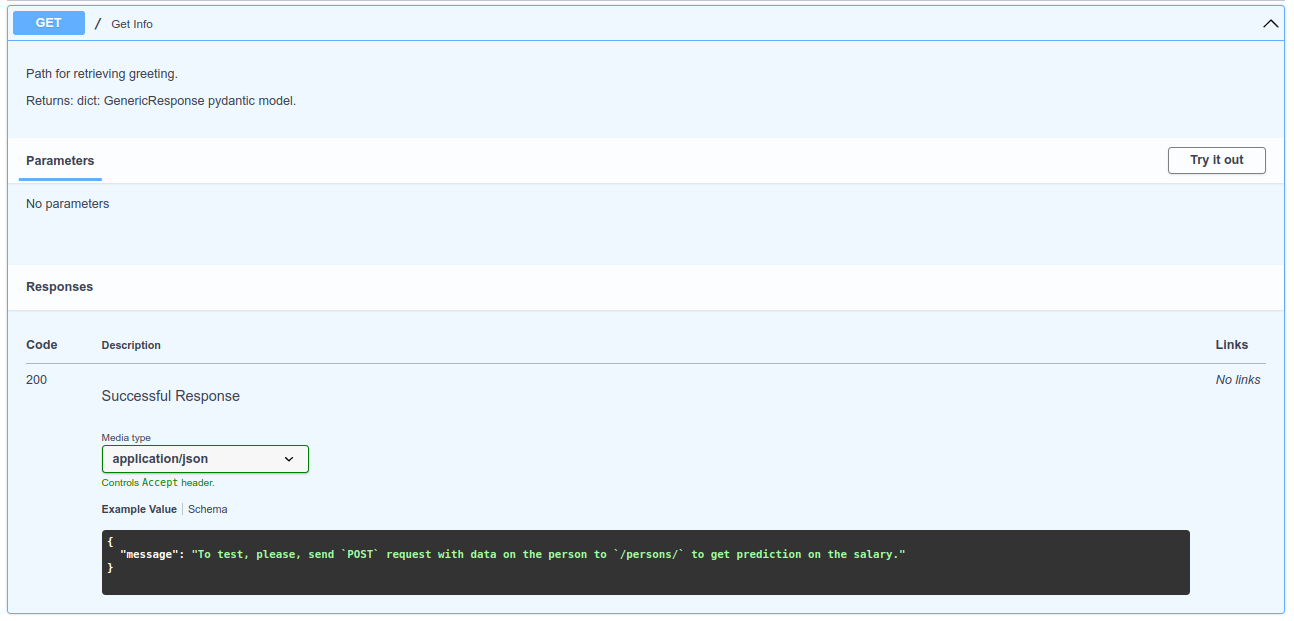 GET / Get Info
Path for retrieving greeting.
Returns: dict: GenericResponse pydantic model.
Parameters Try it out
No parameters
Responses
Code Description Links
200 No links
Successful Response
Media type
application/json
Controls Accept header.
Example Value Schema
{
"message": "To test, please, send `POST` request with data on the person to `/persons/` to get prediction on the salary."
}